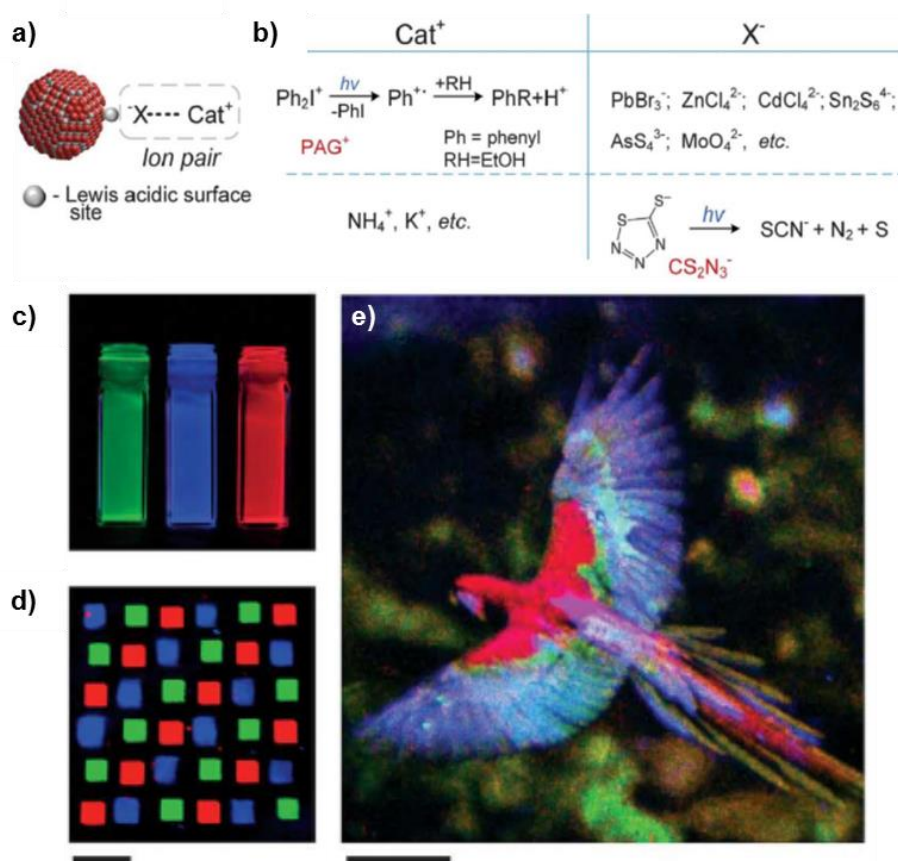 a)
⁻X---- Cat⁺
Ion pair
- Lewis acidic surface
site
b)
Cat⁺
X⁻
Ph₂I⁺ hv -PhI Ph⁺· +RH PhR+H⁺
PAG⁺
Ph = phenyl
RH=EtOH
PbBr₃⁻; ZnCl₄²⁻; CdCl₄²⁻; Sn₂S₆⁴⁻;
AsS₄³⁻; MoO₄²⁻, etc.
NH₄⁺, K⁺, etc.
S⁻
S
N
N
N
hv
SCN⁻ + N₂ + S
CS₂N₃⁻
c)
d)
e)